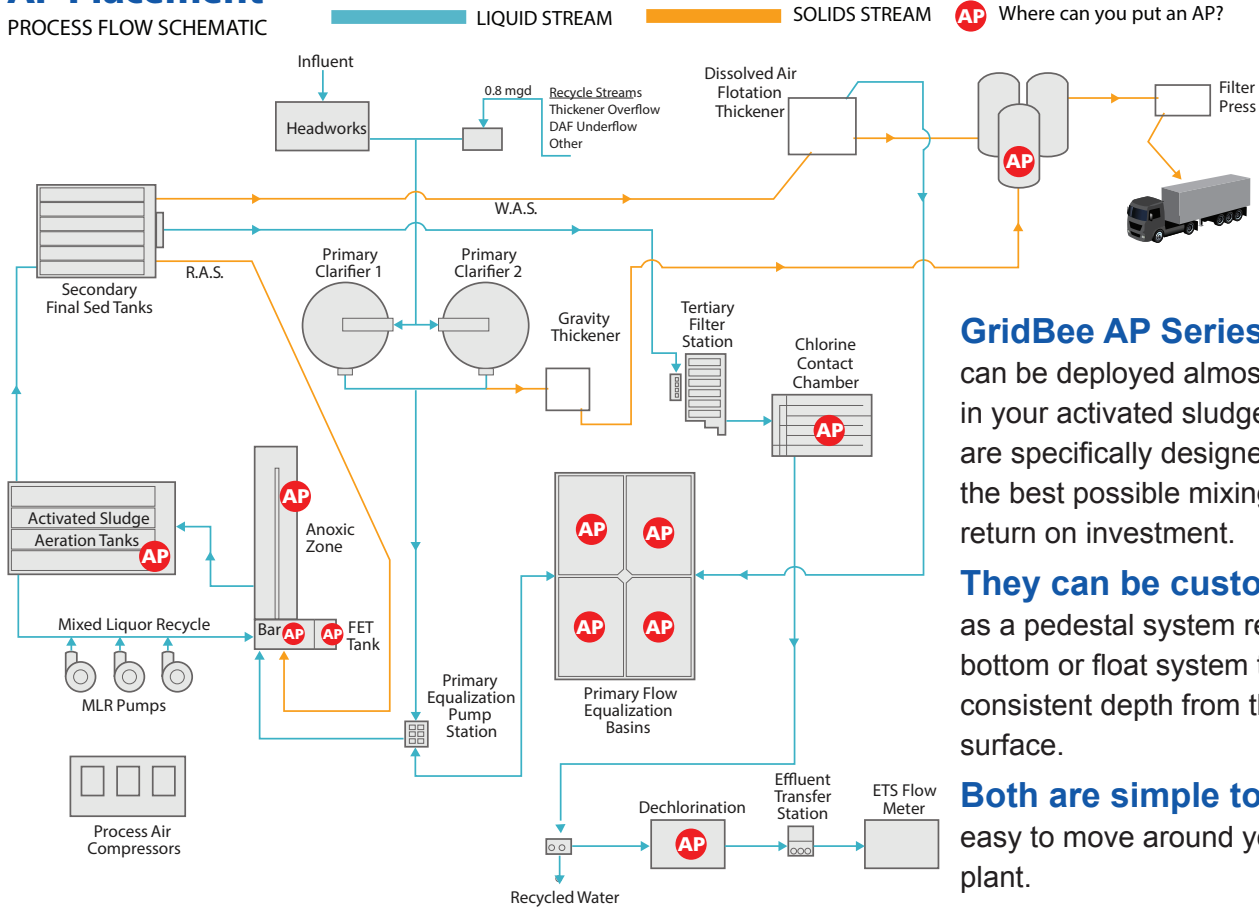 AP Placement
PROCESS FLOW SCHEMATIC
LIQUID STREAM
SOLIDS STREAM
AP Where can you put an AP?
Influent
Headworks
0.8 mgd
Recycle Streams
Thickener Overflow
DAF Underflow
Other
Dissolved Air
Flotation
Thickener
Filter
Press
AP
W.A.S.
R.A.S.
Secondary
Final Sed Tanks
Primary
Clarifier 1
Primary
Clarifier 2
Gravity
Thickener
Tertiary
Filter
Station
Chlorine
Contact
Chamber
AP
Activated Sludge
Aeration Tanks
AP
AP
Anoxic
Zone
Bar
AP
AP
FET
Tank
Mixed Liquor Recycle
MLR Pumps
AP
AP
AP
AP
Primary Flow
Equalization
Basins
Primary
Equalization
Pump
Station
Process Air
Compressors
Dechlorination
AP
Effluent
Transfer
Station
ETS Flow
Meter
Recycled Water
GridBee AP Series
can be deployed almos
in your activated sludge
are specifically designe
the best possible mixing
return on investment.
They can be custo
as a pedestal system re
bottom or float system t
consistent depth from th
surface.
Both are simple to
easy to move around yo
plant.